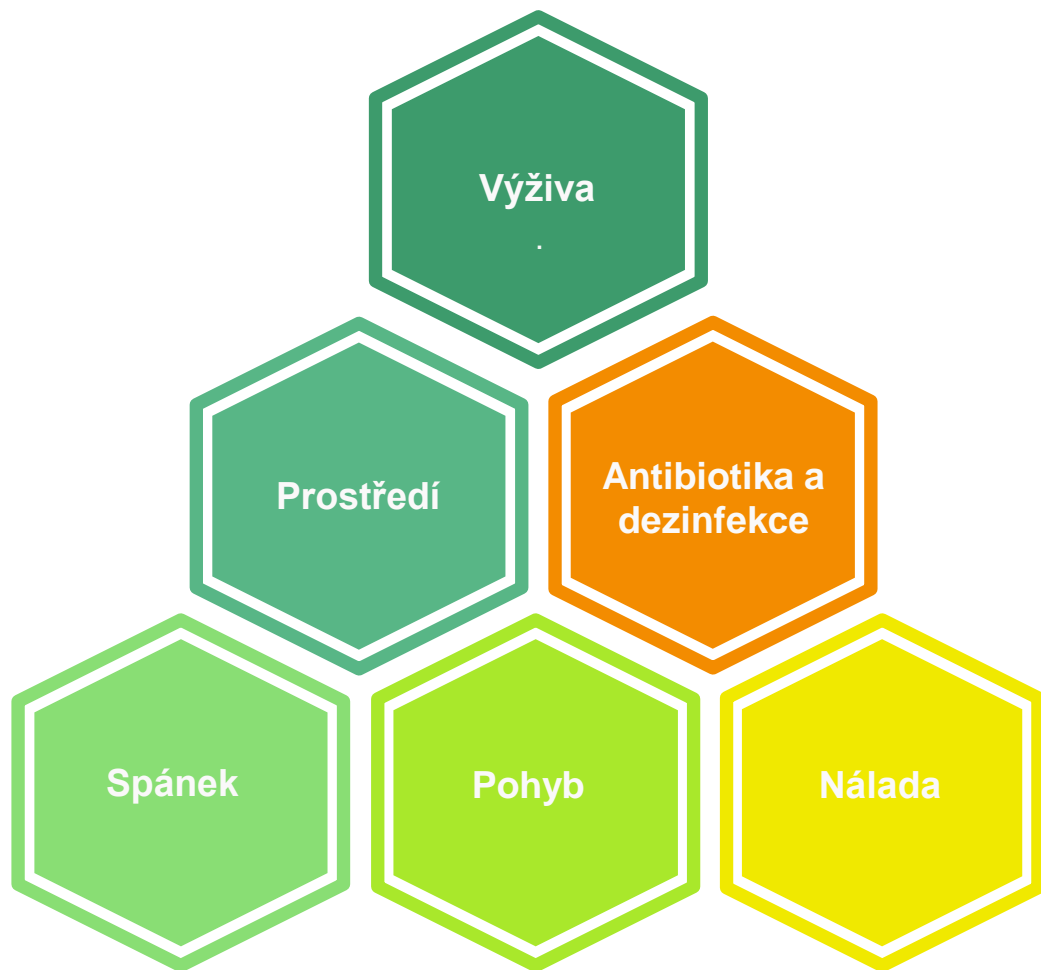 Výživa
.
Prostředí
Antibiotika a
dezinfekce
Spánek
Pohyb
Nálada